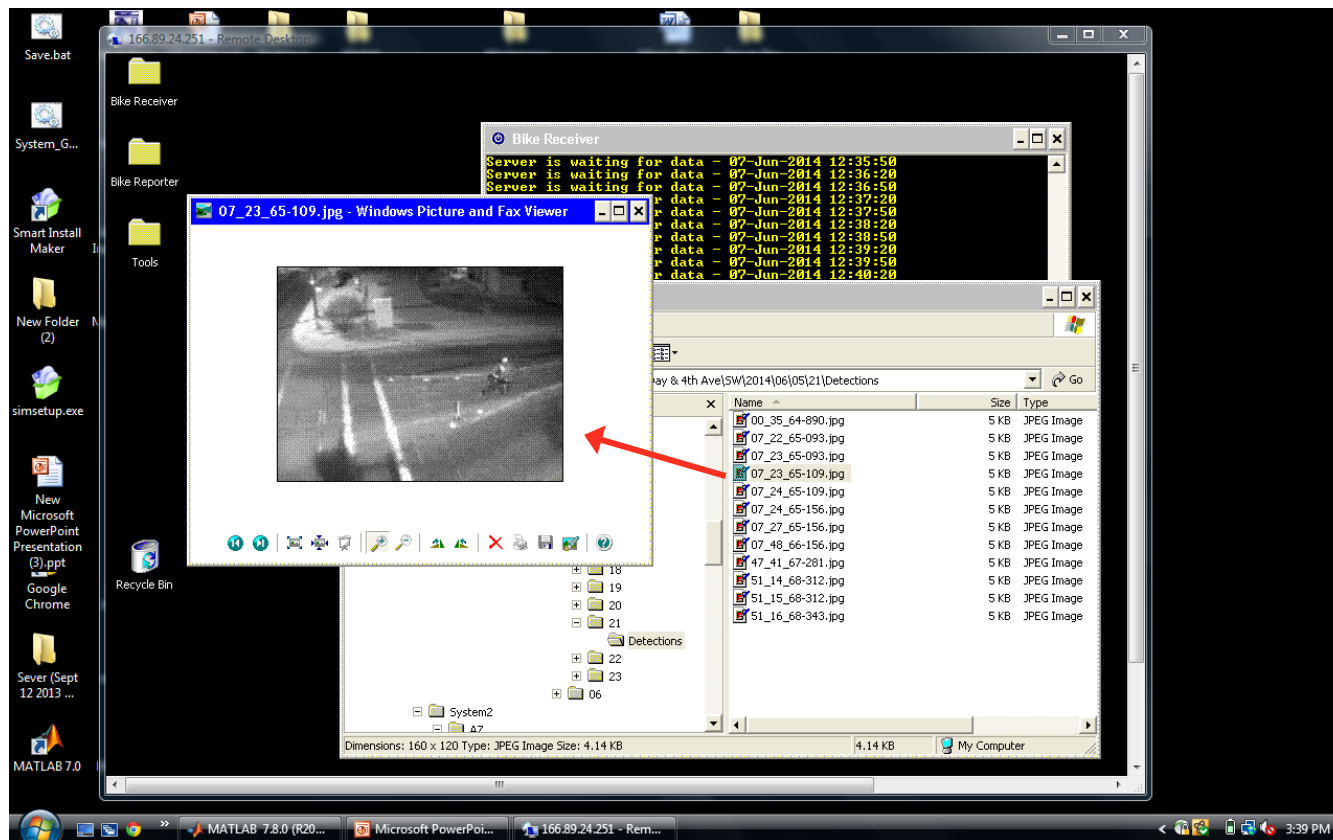 Save.bat
System_G...
Smart Install
Maker
New Folder
(2)
simsetup.exe
New
Microsoft
PowerPoint
Presentation
(3).ppt
Google
Chrome
Sever (Sept
12 2013 ...
MATLAB 7.0
166.89.24.251 - Remote Desktop
Bike Receiver
Bike Reporter
Tools
Recycle Bin
Bike Receiver
Server is waiting for data - 07-Jun-2014 12:35:50
Server is waiting for data - 07-Jun-2014 12:36:20
Server is waiting for data - 07-Jun-2014 12:36:50
r data - 07-Jun-2014 12:37:20
r data - 07-Jun-2014 12:37:50
r data - 07-Jun-2014 12:38:20
r data - 07-Jun-2014 12:38:50
r data - 07-Jun-2014 12:39:20
r data - 07-Jun-2014 12:39:50
r data - 07-Jun-2014 12:40:20
07_23_65-109.jpg - Windows Picture and Fax Viewer
ay & 4th Ave\SW\2014\06\05\21\Detections
Go
Name Size Type
00_35_64-890.jpg 5 KB JPEG Image
07_22_65-093.jpg 5 KB JPEG Image
07_23_65-093.jpg 5 KB JPEG Image
07_23_65-109.jpg 5 KB JPEG Image
07_24_65-109.jpg 5 KB JPEG Image
07_24_65-156.jpg 5 KB JPEG Image
07_27_65-156.jpg 5 KB JPEG Image
07_48_66-156.jpg 5 KB JPEG Image
47_41_67-281.jpg 5 KB JPEG Image
51_14_68-312.jpg 5 KB JPEG Image
51_15_68-312.jpg 5 KB JPEG Image
51_16_68-343.jpg 5 KB JPEG Image
18
19
20
21
Detections
22
23
06
System2
A7
Dimensions: 160 x 120 Type: JPEG Image Size: 4.14 KB 4.14 KB My Computer
MATLAB 7.8.0 (R20... Microsoft PowerPoi... 166.89.24.251 - Rem... 3:39 PM